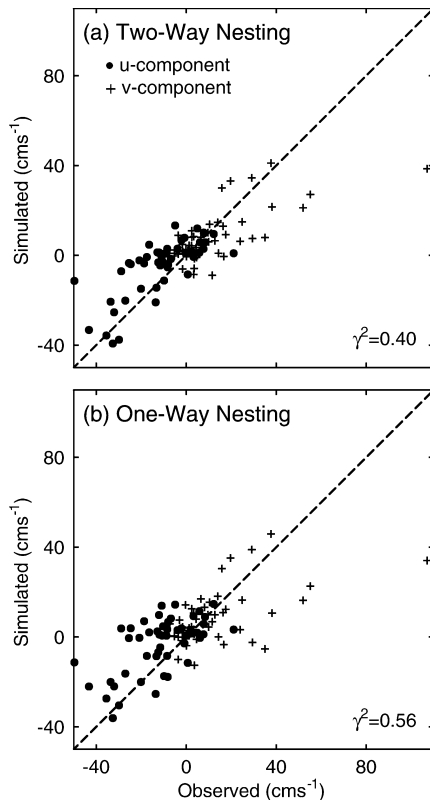 (a) Two-Way Nesting
u-component
v-component
80
40
0
-40
Simulated (cms⁻¹)
γ²=0.40
(b) One-Way Nesting
80
40
0
-40
Simulated (cms⁻¹)
γ²=0.56
-40 0 40 80
Observed (cms⁻¹)